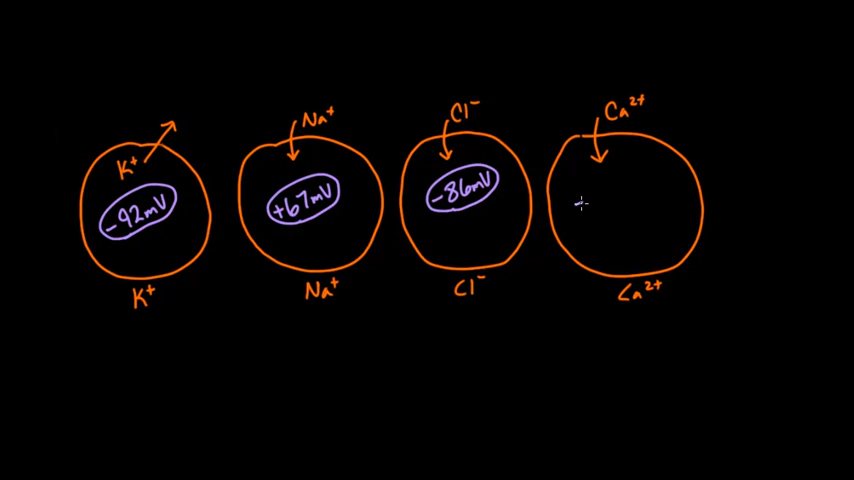 K⁺ Na⁺ Cl⁻ Ca²⁺
-92mV +67mV -86mV
K⁺ Na⁺ Cl⁻ Ca²⁺